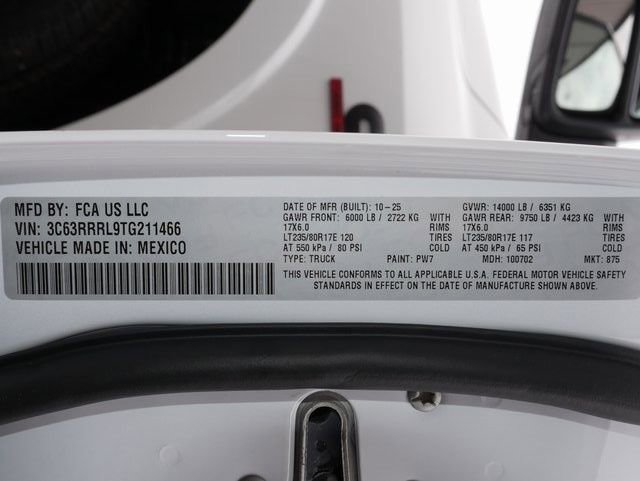 MFD BY: FCA US LLC
VIN: 3C63RRRL9TG211466
VEHICLE MADE IN: MEXICO
DATE OF MFR (BUILT): 10-25
GAWR FRONT: 6000 LB / 2722 KG WITH
17X6.0 RIMS
LT235/80R17E 120 TIRES
AT 550 kPa / 80 PSI COLD
TYPE: TRUCK PAINT: PW7
GVWR: 14000 LB / 6351 KG
GAWR REAR: 9750 LB / 4423 KG WITH
17X6.0 RIMS
LT235/80R17E 117 TIRES
AT 450 kPa / 65 PSI COLD
MDH: 100702 MKT: 875
THIS VEHICLE CONFORMS TO ALL APPLICABLE U.S.A. FEDERAL MOTOR VEHICLE SAFETY
STANDARDS IN EFFECT ON THE DATE OF MANUFACTURE SHOWN ABOVE.